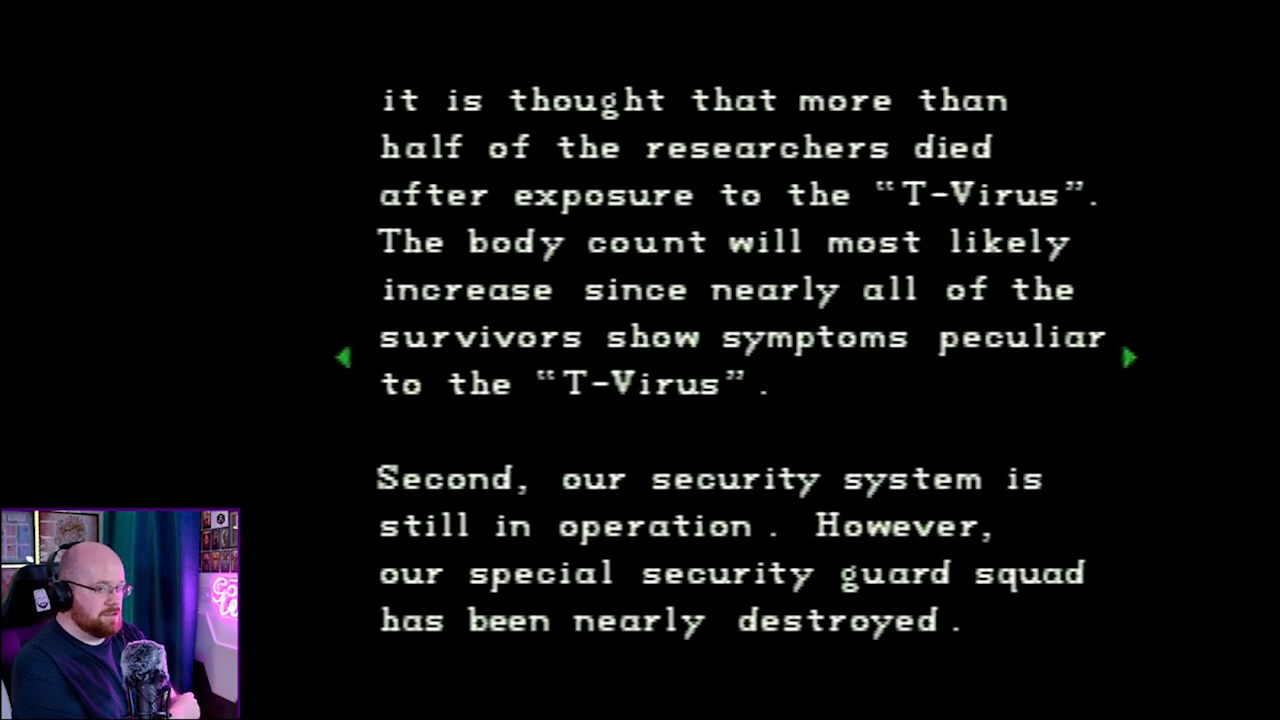 it is thought that more than
half of the researchers died
after exposure to the “T-Virus”.
The body count will most likely
increase since nearly all of the
survivors show symptoms peculiar
to the “T-Virus”.
Second, our security system is
still in operation. However,
our special security guard squad
has been nearly destroyed.